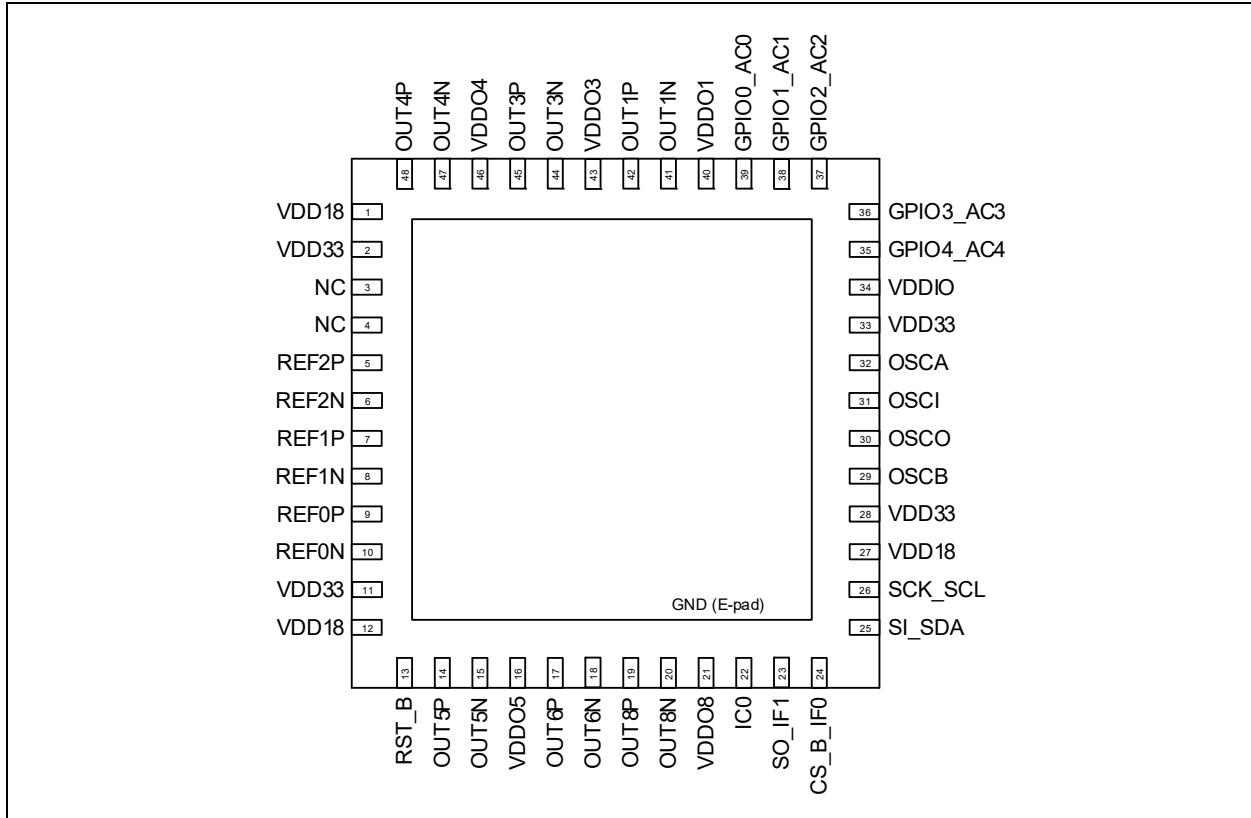 OUT4P
OUT4N
VDDO4
OUT3P
OUT3N
VDDO3
OUT1P
OUT1N
VDDO1
GPIO0_AC0
GPIO1_AC1
GPIO2_AC2
48
47
46
45
44
43
42
41
40
39
38
37
VDD18 1
VDD33 2
NC 3
NC 4
REF2P 5
REF2N 6
REF1P 7
REF1N 8
REF0P 9
REF0N 10
VDD33 11
VDD18 12
36 GPIO3_AC3
35 GPIO4_AC4
34 VDDIO
33 VDD33
32 OSCA
31 OSCI
30 OSCO
29 OSCB
28 VDD33
27 VDD18
26 SCK_SCL
25 SI_SDA
GND (E-pad)
13
14
15
16
17
18
19
20
21
22
23
24
RST_B
OUT5P
OUT5N
VDDO5
OUT6P
OUT6N
OUT8P
OUT8N
VDDO8
IC0
SO_IF1
CS_B_IF0